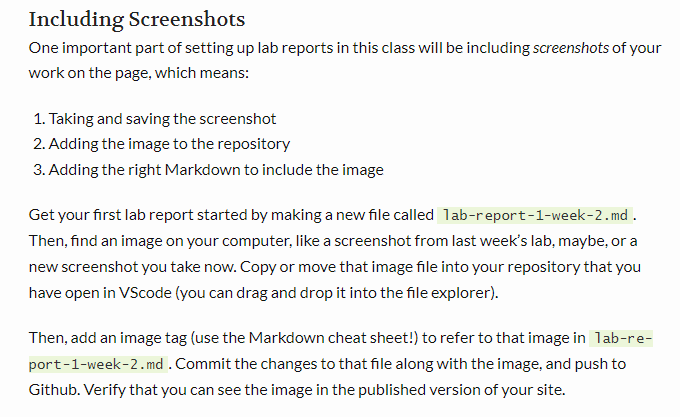 Including Screenshots
One important part of setting up lab reports in this class will be including screenshots of your
work on the page, which means:
1. Taking and saving the screenshot
2. Adding the image to the repository
3. Adding the right Markdown to include the image
Get your first lab report started by making a new file called lab-report-1-week-2.md.
Then, find an image on your computer, like a screenshot from last week's lab, maybe, or a
new screenshot you take now. Copy or move that image file into your repository that you
have open in VScode (you can drag and drop it into the file explorer).
Then, add an image tag (use the Markdown cheat sheet!) to refer to that image in lab-re-
port-1-week-2.md. Commit the changes to that file along with the image, and push to
Github. Verify that you can see the image in the published version of your site.